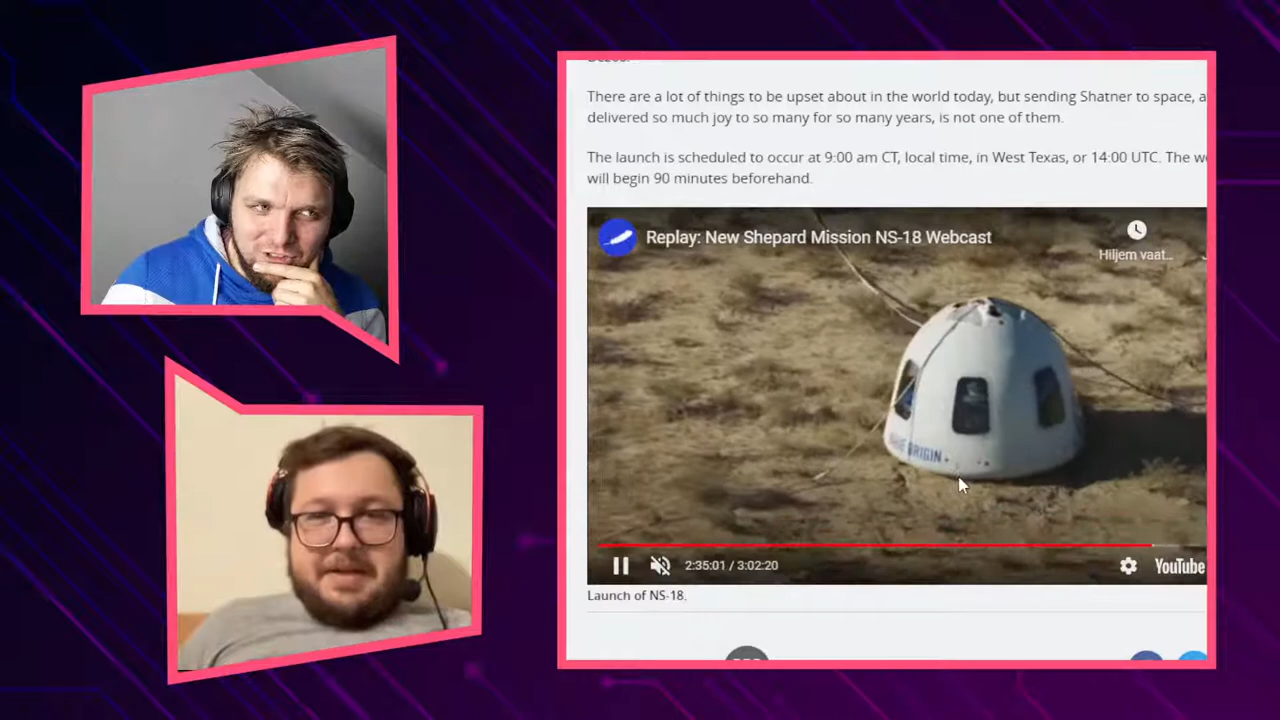 There are a lot of things to be upset about in the world today, but sending Shatner to space, a
delivered so much joy to so many for so many years, is not one of them.
The launch is scheduled to occur at 9:00 am CT, local time, in West Texas, or 14:00 UTC. The w
will begin 90 minutes beforehand.
Replay: New Shepard Mission NS-18 Webcast
Hiljem vaat...
ORIGIN
2:35:01 / 3:02:20
YouTube
Launch of NS-18.